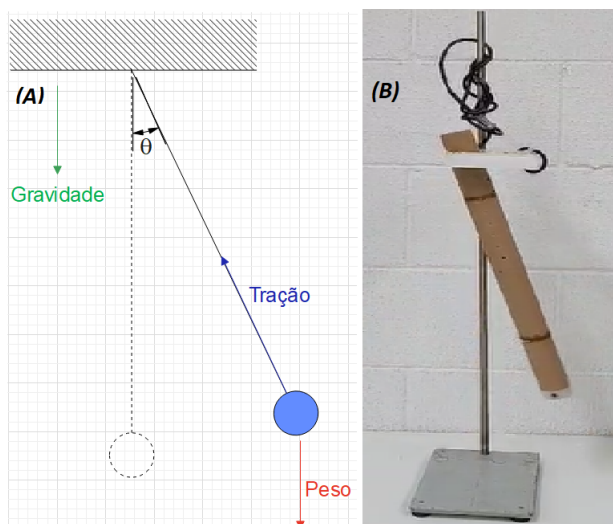 (A)
(B)
θ
Gravidade
Tração
Peso